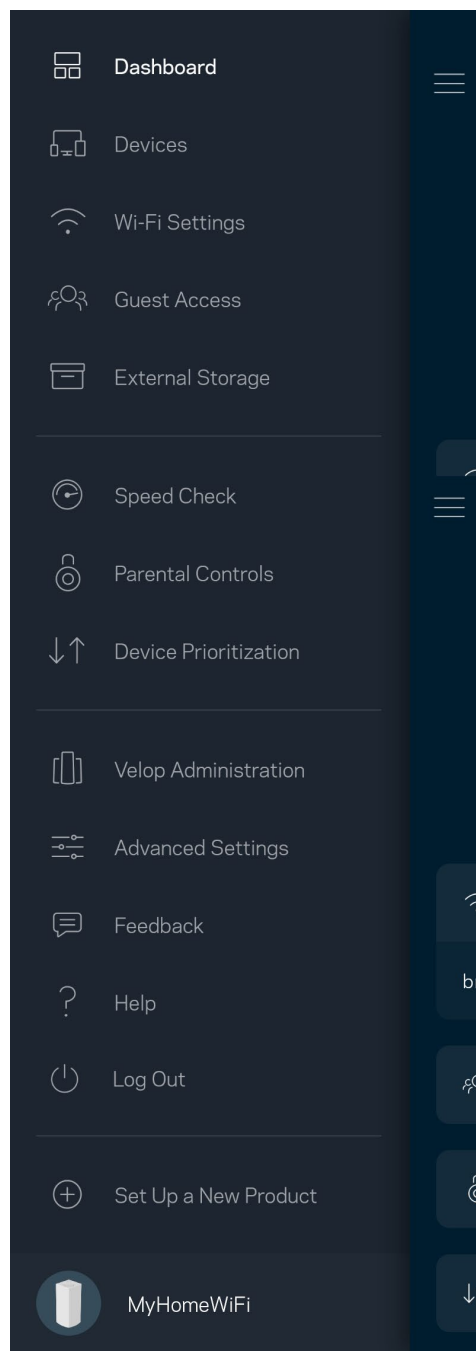 Dashboard
Devices
Wi-Fi Settings
Guest Access
External Storage
Speed Check
Parental Controls
Device Prioritization
Velop Administration
Advanced Settings
Feedback
Help
Log Out
Set Up a New Product
MyHomeWiFi